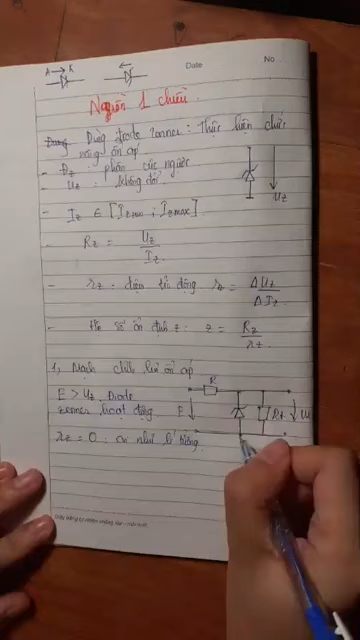 A K
Date No
Nguồn 1 chiều.
Dùng Dùng diode zenner: Thực hiện chức
năng ổn áp
- Dz : phân cực ngược
Uz : không đổi
Uz
- Iz ∈ [Izmin ; Izmax]
- Rz = Uz / Iz
- rz : điện trở động rz = ΔUz / ΔIz
- Hệ số ổn định z : z = Rz / rz
1, Mạch chỉnh lưu ổn áp
R
E > Uz Diode
zenner hoạt động.
E Rt
rz = 0 : coi như lí tưởng